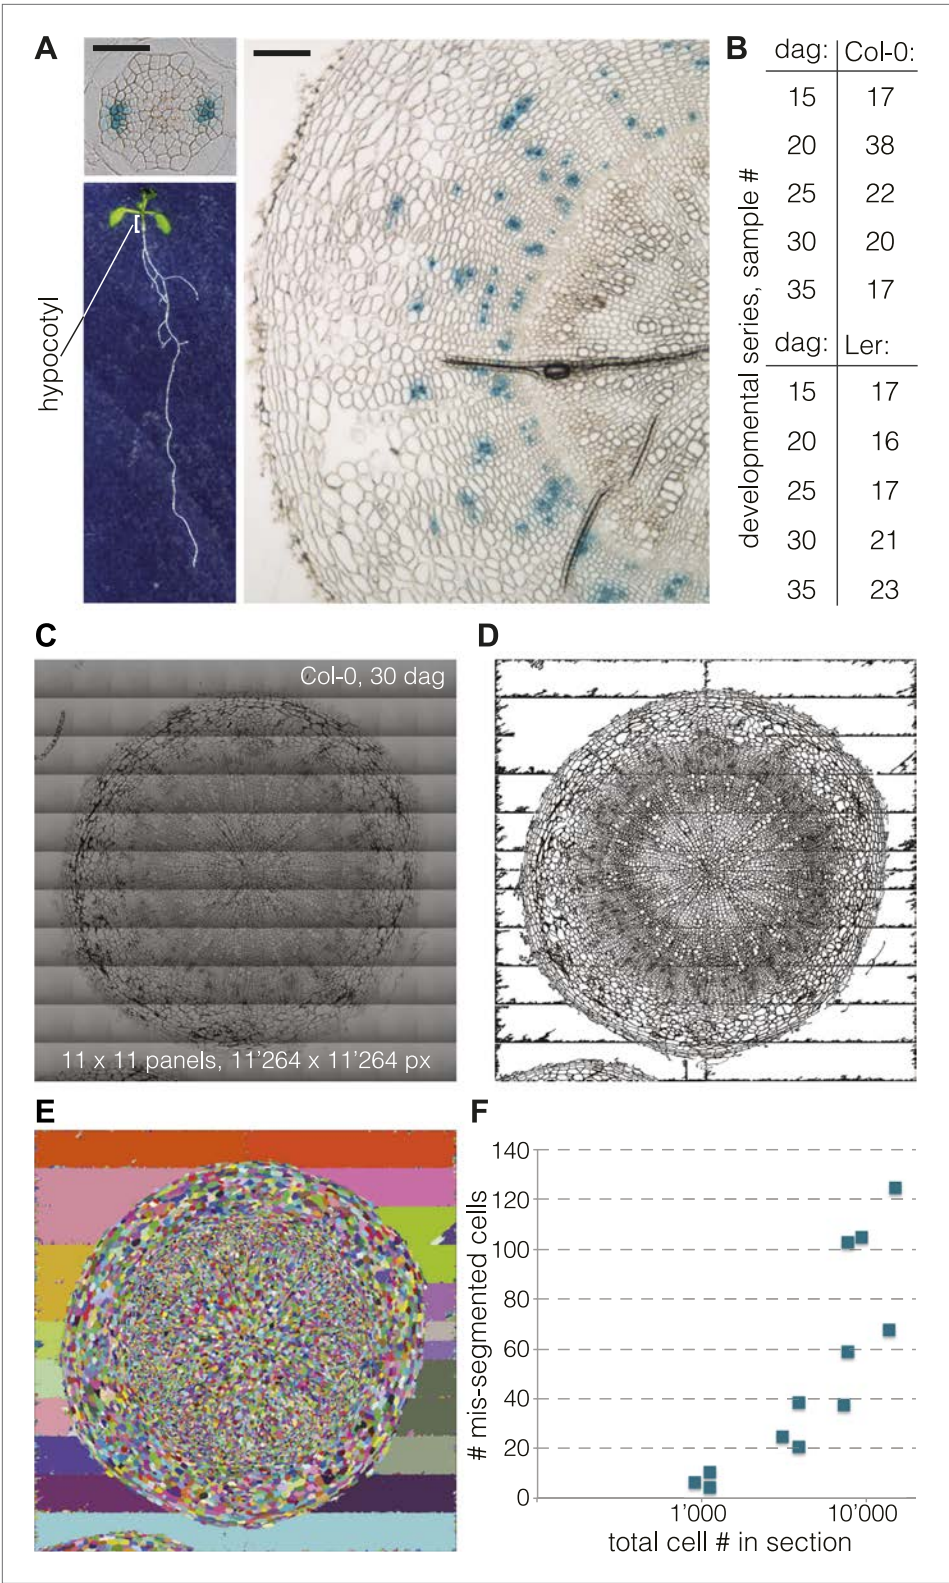 A
B
hypocotyl
developmental series, sample #
dag: Col-0:
15 17
20 38
25 22
30 20
35 17
dag: Ler:
15 17
20 16
25 17
30 21
35 23
C
D
Col-0, 30 dag
11 x 11 panels, 11'264 x 11'264 px
E
F
# mis-segmented cells
140
120
100
80
60
40
20
0
1'000 10'000
total cell # in section